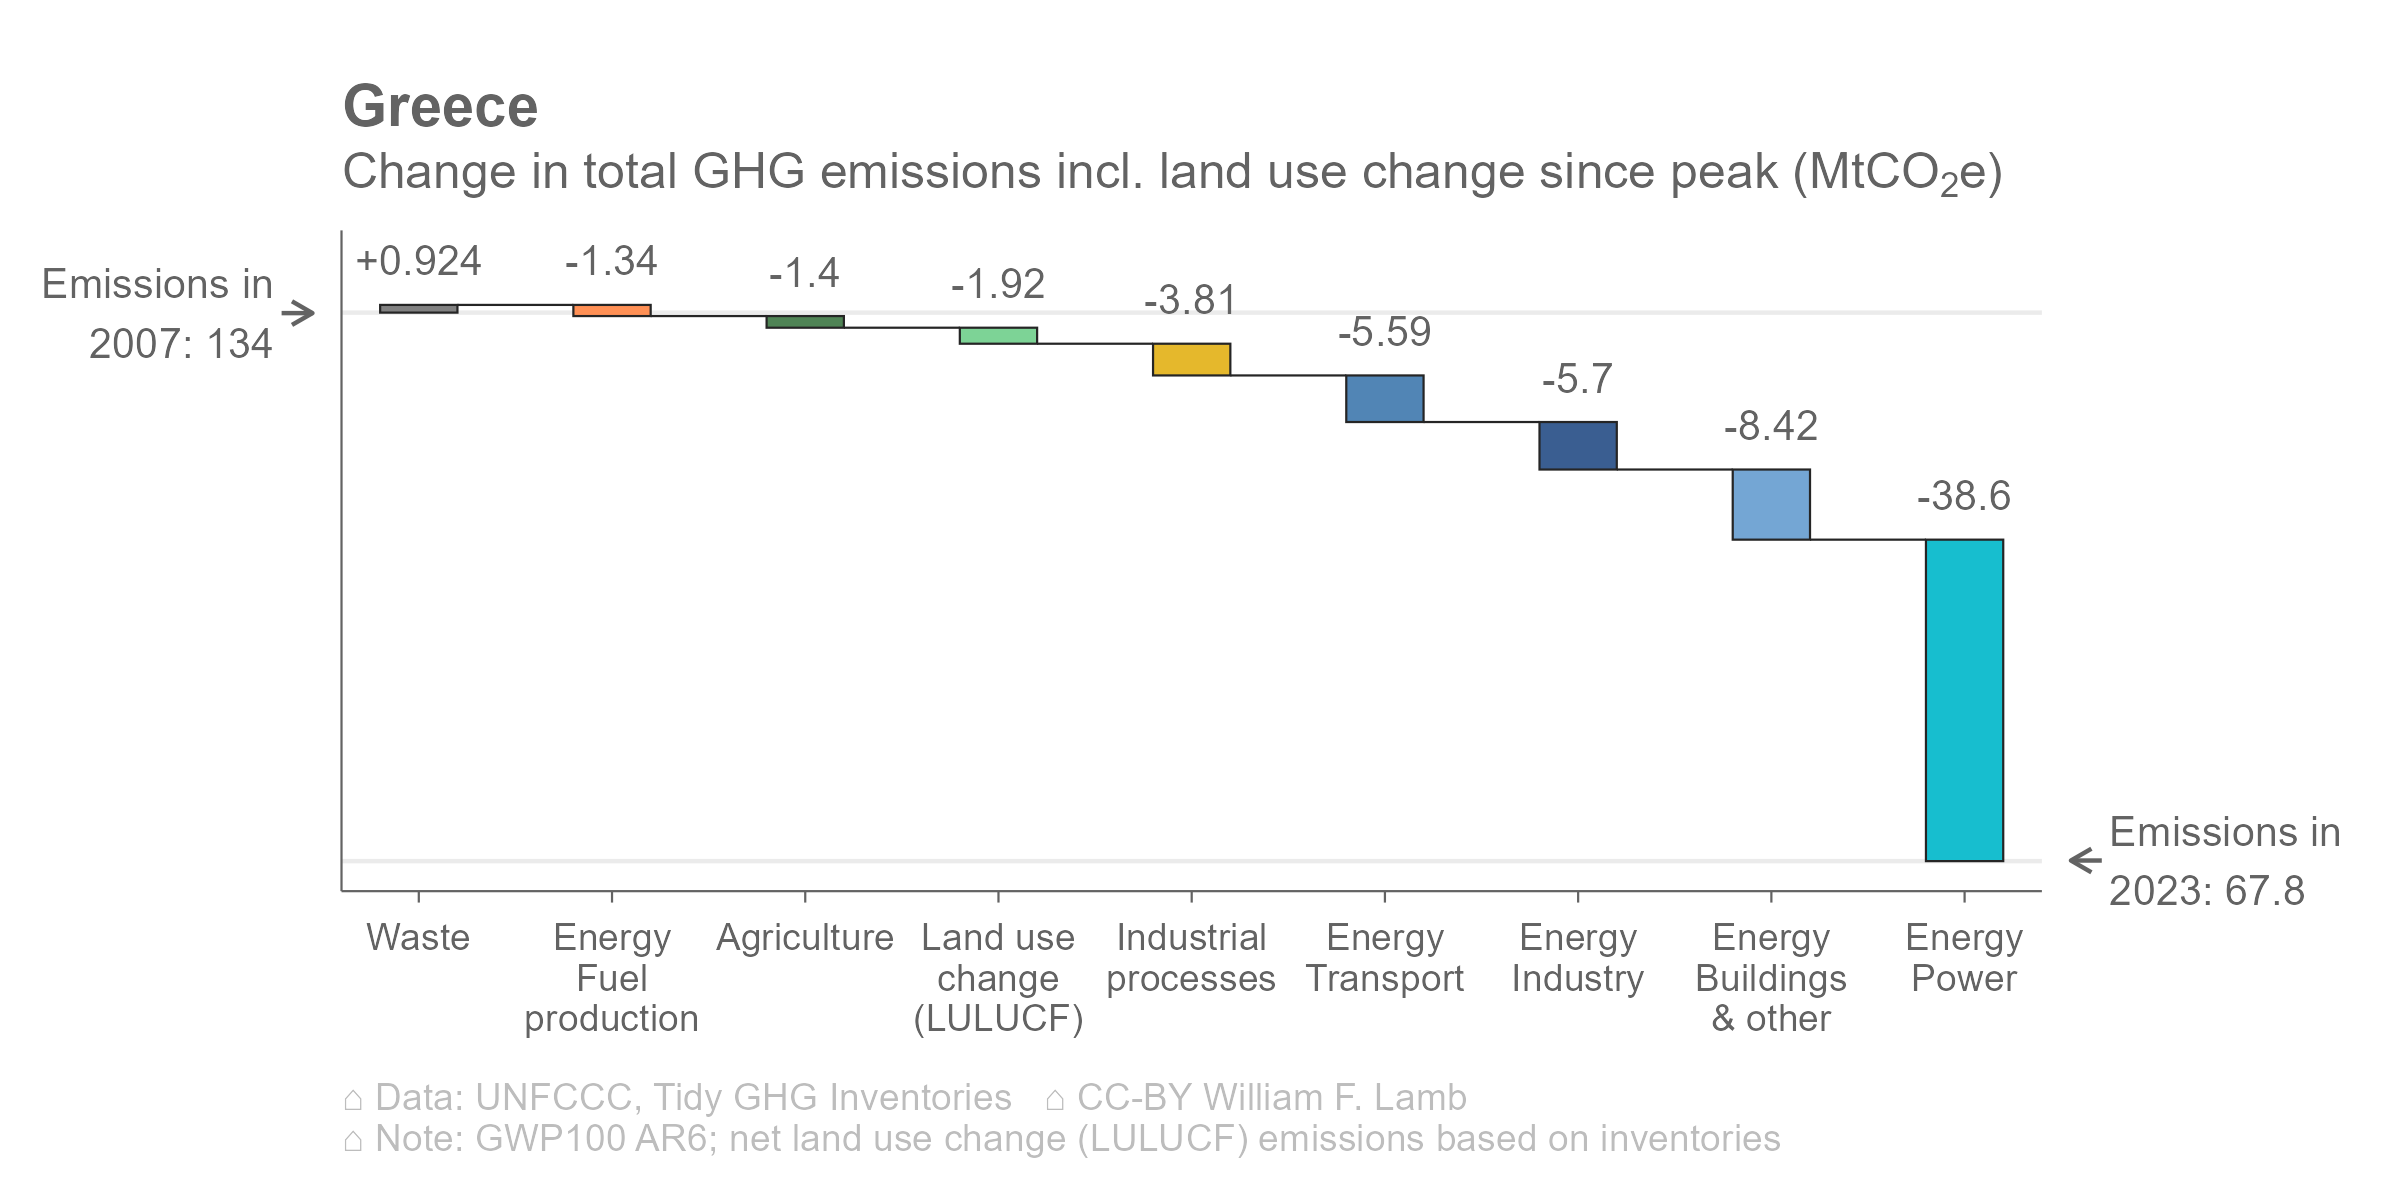 Greece
Change in total GHG emissions incl. land use change since peak (MtCO₂e)
Emissions in
2007: 134
+0.924
-1.34
-1.4
-1.92
-3.81
-5.59
-5.7
-8.42
-38.6
Emissions in
2023: 67.8
Waste
Energy
Fuel
production
Agriculture
Land use
change
(LULUCF)
Industrial
processes
Energy
Transport
Energy
Industry
Energy
Buildings
& other
Energy
Power
⌂ Data: UNFCCC, Tidy GHG Inventories ⌂ CC-BY William F. Lamb
⌂ Note: GWP100 AR6; net land use change (LULUCF) emissions based on inventories